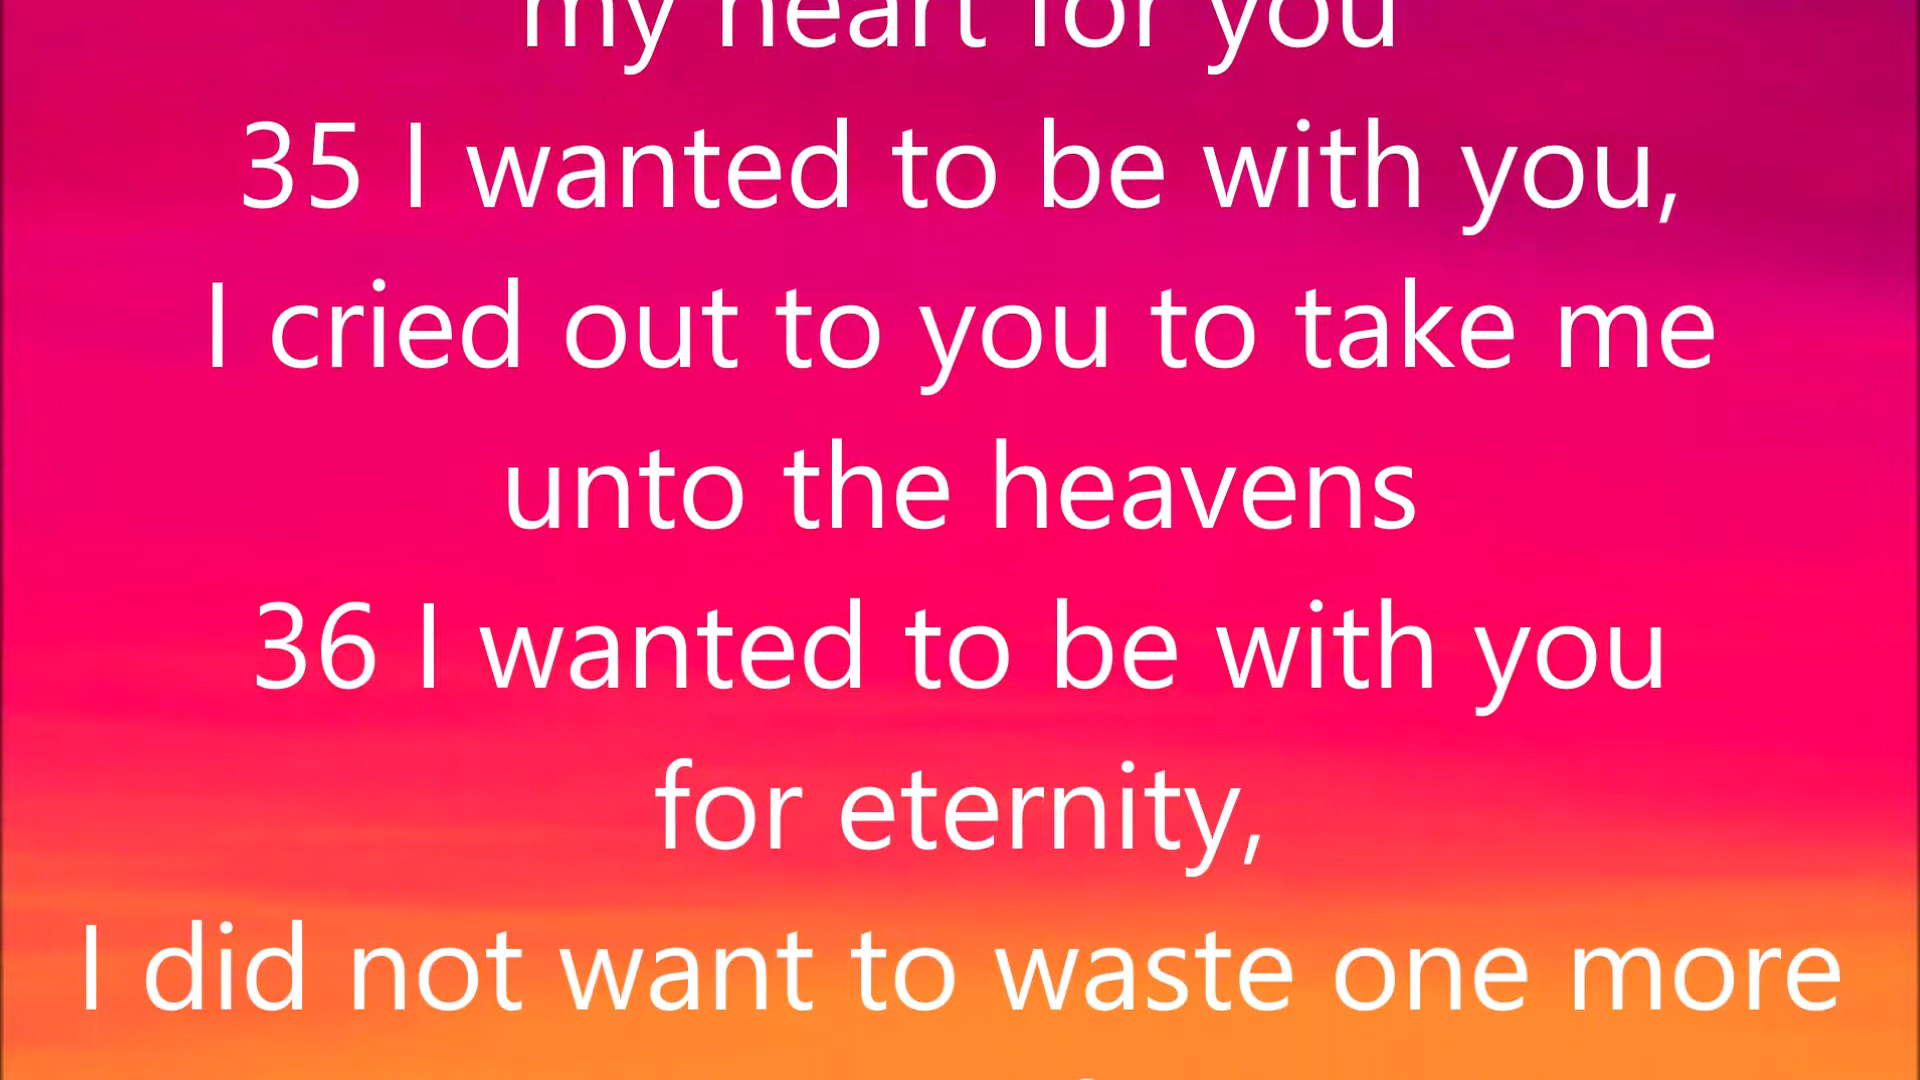 my heart for you
35 I wanted to be with you,
I cried out to you to take me
unto the heavens
36 I wanted to be with you
for eternity,
I did not want to waste one more